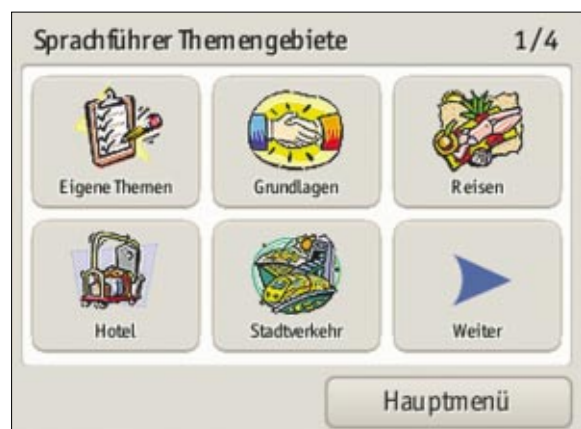 Sprachführer Themengebiete 1/4
Eigene Themen Grundlagen Reisen
Hotel Stadtverkehr Weiter
Hauptmenü